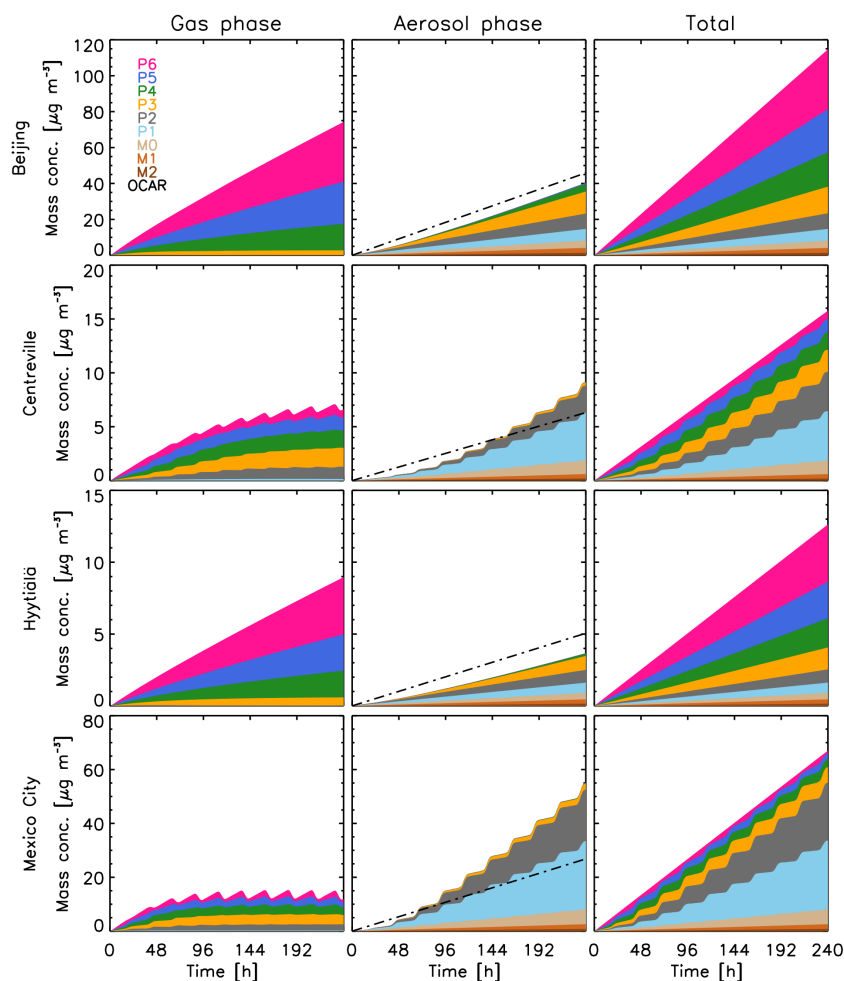 Gas phase Aerosol phase Total
Beijing
Mass conc. [μg m⁻³]
120
100
80
60
40
20
0
P6
P5
P4
P3
P2
P1
M0
M1
M2
OCAR
Centreville
Mass conc. [μg m⁻³]
20
15
10
5
0
Hyytiälä
Mass conc. [μg m⁻³]
15
10
5
0
Mexico City
Mass conc. [μg m⁻³]
80
60
40
20
0
0 48 96 144 192 0 48 96 144 192 0 48 96 144 192 240
Time [h] Time [h] Time [h]